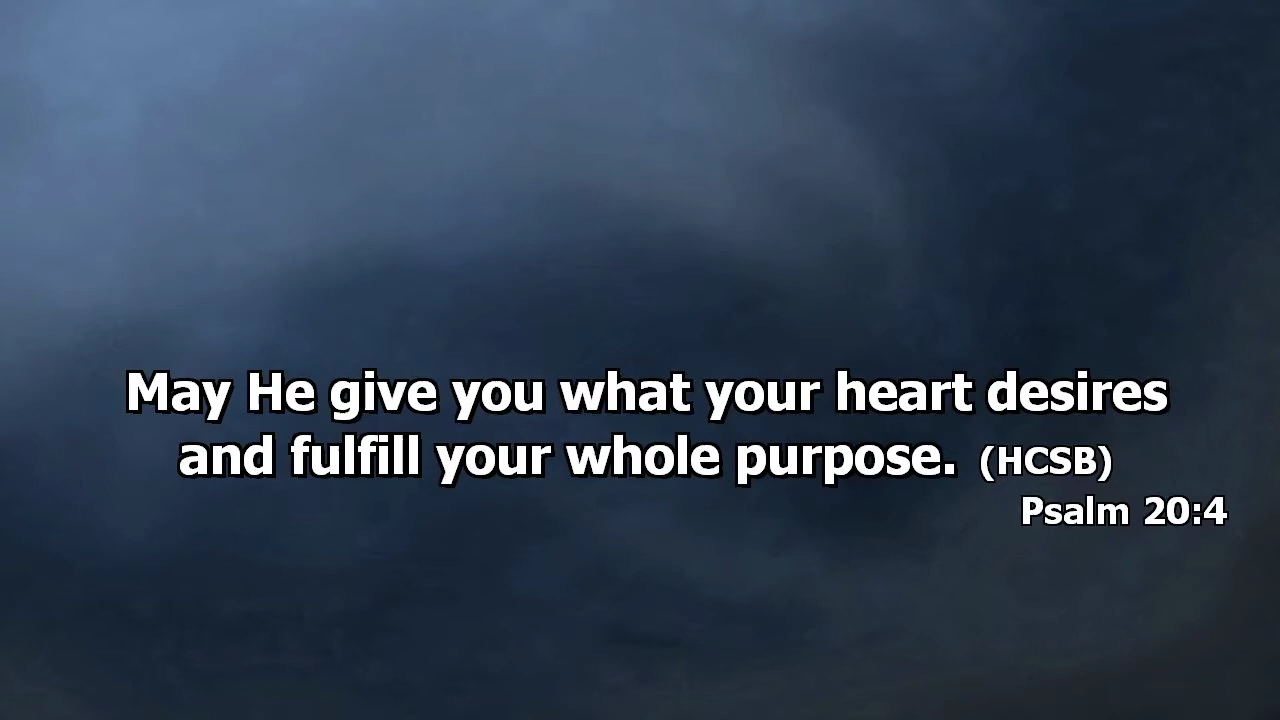 May He give you what your heart desires
and fulfill your whole purpose. (HCSB)
Psalm 20:4